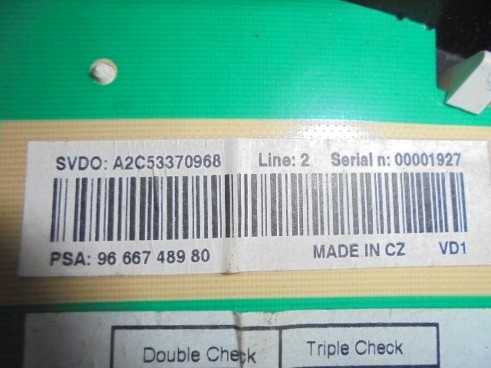 SVDO: A2C53370968 Line: 2 Serial n: 00001927
PSA: 96 667 489 80 MADE IN CZ VD1
Double Check Triple Check